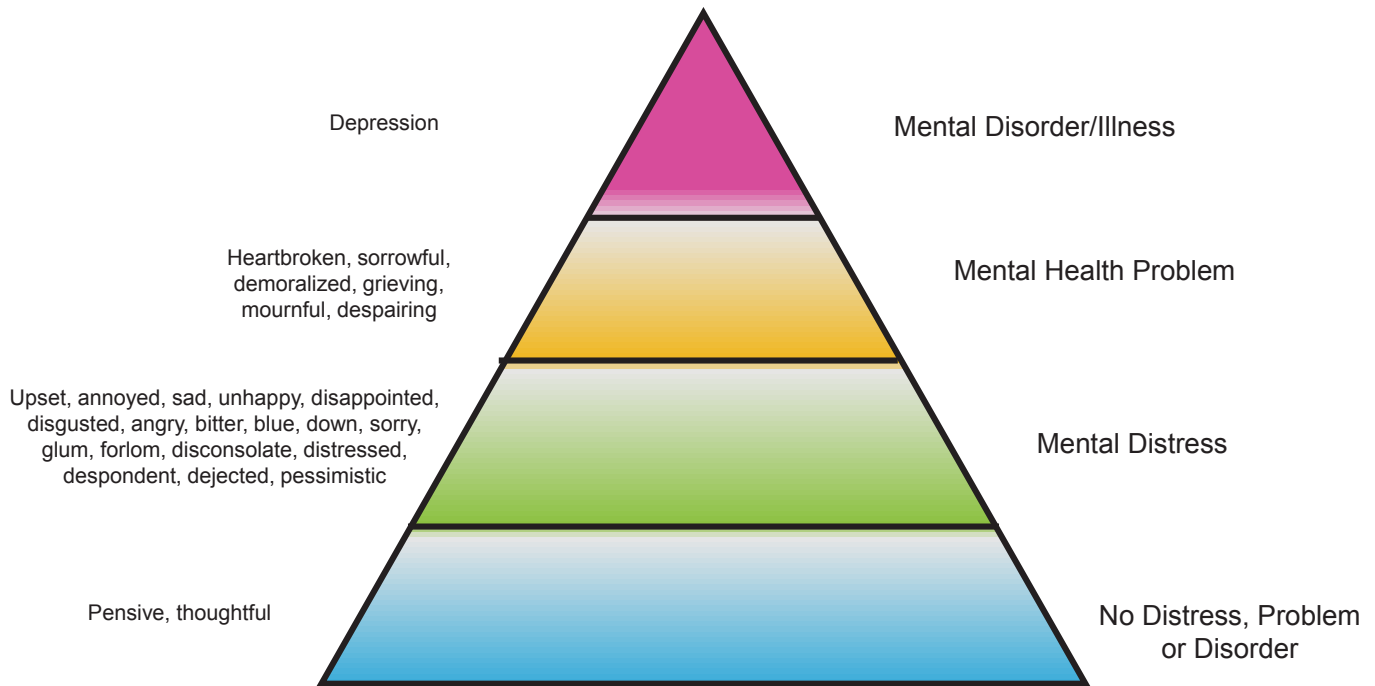 Depression
Mental Disorder/Illness
Heartbroken, sorrowful,
demoralized, grieving,
mournful, despairing
Mental Health Problem
Upset, annoyed, sad, unhappy, disappointed,
disgusted, angry, bitter, blue, down, sorry,
glum, forlom, disconsolate, distressed,
despondent, dejected, pessimistic
Mental Distress
Pensive, thoughtful
No Distress, Problem
or Disorder